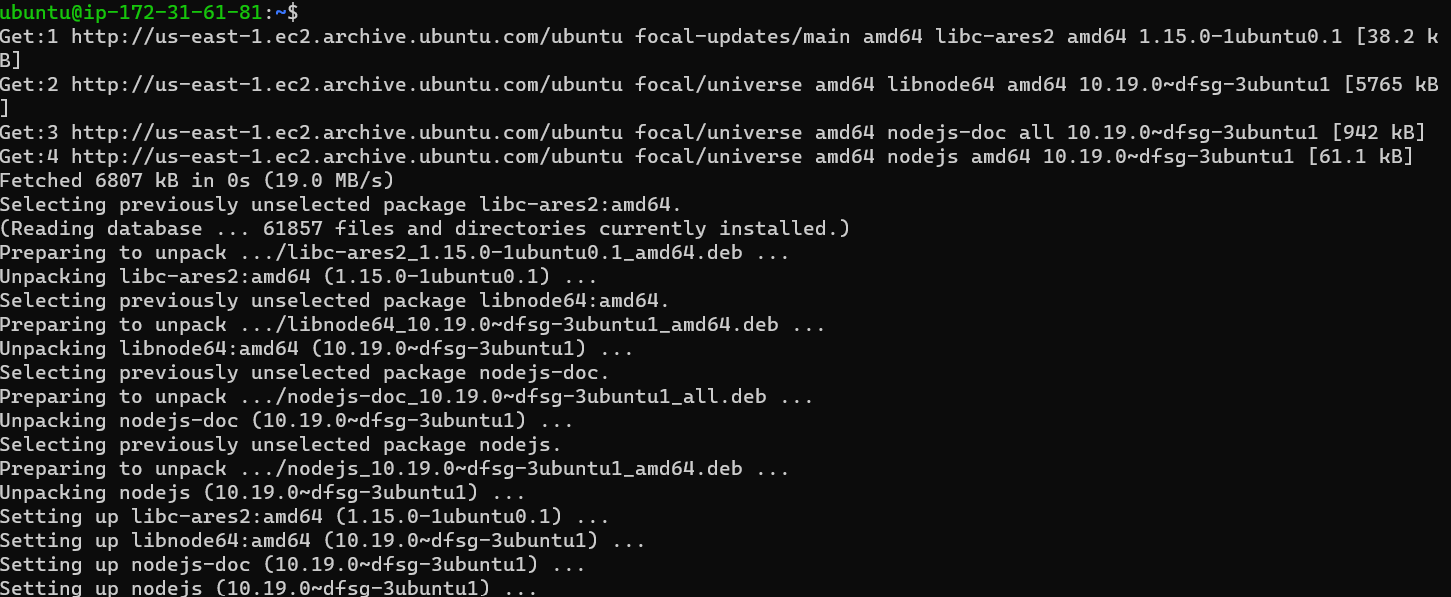 ubuntu@ip-172-31-61-81:~$
Get:1 http://us-east-1.ec2.archive.ubuntu.com/ubuntu focal-updates/main amd64 libc-ares2 amd64 1.15.0-1ubuntu0.1 [38.2 k
B]
Get:2 http://us-east-1.ec2.archive.ubuntu.com/ubuntu focal/universe amd64 libnode64 amd64 10.19.0~dfsg-3ubuntu1 [5765 kB
]
Get:3 http://us-east-1.ec2.archive.ubuntu.com/ubuntu focal/universe amd64 nodejs-doc all 10.19.0~dfsg-3ubuntu1 [942 kB]
Get:4 http://us-east-1.ec2.archive.ubuntu.com/ubuntu focal/universe amd64 nodejs amd64 10.19.0~dfsg-3ubuntu1 [61.1 kB]
Fetched 6807 kB in 0s (19.0 MB/s)
Selecting previously unselected package libc-ares2:amd64.
(Reading database ... 61857 files and directories currently installed.)
Preparing to unpack .../libc-ares2_1.15.0-1ubuntu0.1_amd64.deb ...
Unpacking libc-ares2:amd64 (1.15.0-1ubuntu0.1) ...
Selecting previously unselected package libnode64:amd64.
Preparing to unpack .../libnode64_10.19.0~dfsg-3ubuntu1_amd64.deb ...
Unpacking libnode64:amd64 (10.19.0~dfsg-3ubuntu1) ...
Selecting previously unselected package nodejs-doc.
Preparing to unpack .../nodejs-doc_10.19.0~dfsg-3ubuntu1_all.deb ...
Unpacking nodejs-doc (10.19.0~dfsg-3ubuntu1) ...
Selecting previously unselected package nodejs.
Preparing to unpack .../nodejs_10.19.0~dfsg-3ubuntu1_amd64.deb ...
Unpacking nodejs (10.19.0~dfsg-3ubuntu1) ...
Setting up libc-ares2:amd64 (1.15.0-1ubuntu0.1) ...
Setting up libnode64:amd64 (10.19.0~dfsg-3ubuntu1) ...
Setting up nodejs-doc (10.19.0~dfsg-3ubuntu1) ...
Setting up nodejs (10.19.0~dfsg-3ubuntu1) ...